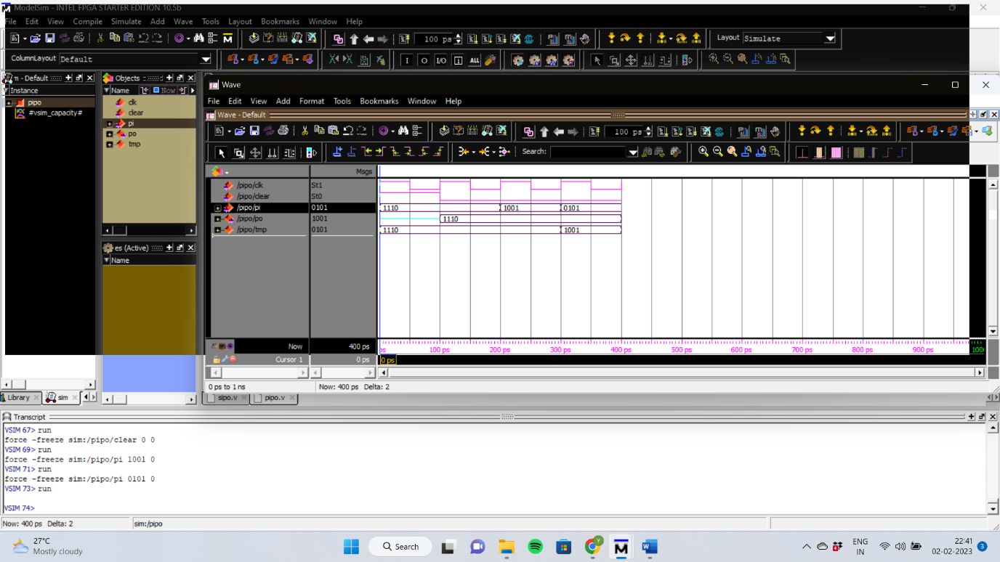 ModelSim - INTEL FPGA STARTER EDITION 10.5b
File Edit View Compile Simulate Add Wave Tools Layout Bookmarks Window Help
100 ps
Layout Simulate
ColumnLayout Default
I O I/O ALL
n - Default
Instance
pipo
#vsim_capacity#
Objects
Name Now
clk
clear
pi
po
tmp
es (Active)
Name
Wave
File Edit View Add Format Tools Bookmarks Window Help
Wave - Default
100 ps
Search:
Msgs
/pipo/clk St1
/pipo/clear St0
/pipo/pi 0101 1110 1001 0101
/pipo/po 1001 1110
/pipo/tmp 0101 1110 1001
Now 400 ps
ps 100 ps 200 ps 300 ps 400 ps 500 ps 600 ps 700 ps 800 ps 900 ps 100
Cursor 1 0 ps 0 ps
0 ps to 1 ns Now: 400 ps Delta: 2
Library sim
sipo.v pipo.v
Transcript
VSIM 67> run
force -freeze sim:/pipo/clear 0 0
VSIM 69> run
force -freeze sim:/pipo/pi 1001 0
VSIM 71> run
force -freeze sim:/pipo/pi 0101 0
VSIM 73> run
VSIM 74>
Now: 400 ps Delta: 2 sim:/pipo
27°C
Mostly cloudy
Search
Y
ENG
IN
22:41
02-02-2023
3